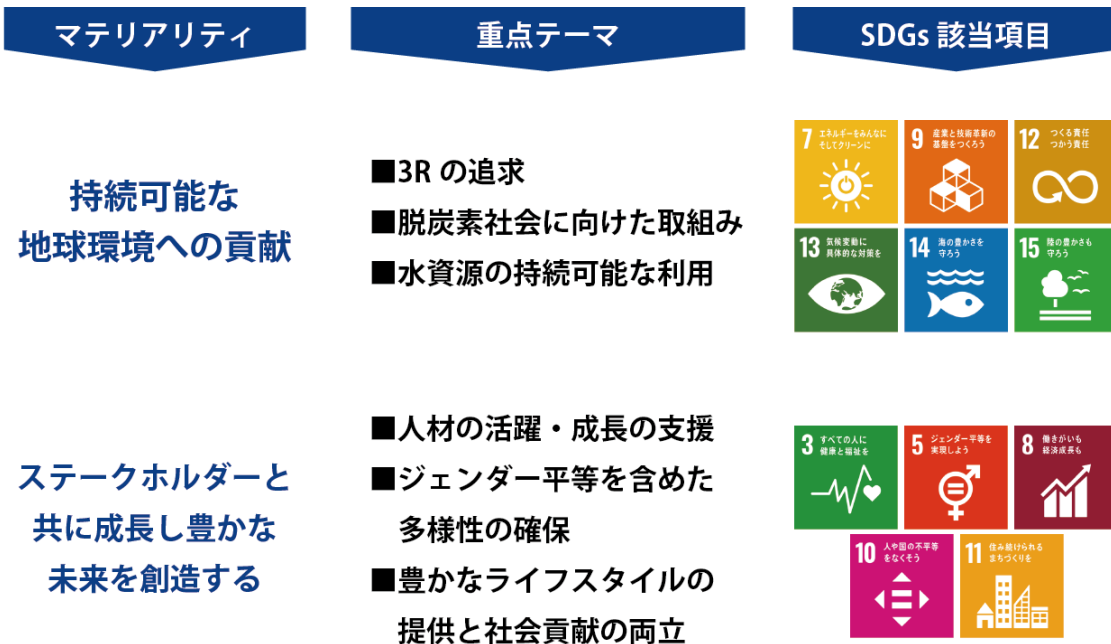 マテリアリティ
重点テーマ
SDGs 該当項目
持続可能な
地球環境への貢献
■3R の追求
■脱炭素社会に向けた取組み
■水資源の持続可能な利用
7 エネルギーをみんなに
そしてクリーンに
9 産業と技術革新の
基盤をつくろう
12 つくる責任
つかう責任
13 気候変動に
具体的な対策を
14 海の豊かさを
守ろう
15 陸の豊かさも
守ろう
ステークホルダーと
共に成長し豊かな
未来を創造する
■人材の活躍・成長の支援
■ジェンダー平等を含めた
多様性の確保
■豊かなライフスタイルの
提供と社会貢献の両立
3 すべての人に
健康と福祉を
5 ジェンダー平等を
実現しよう
8 働きがいも
経済成長も
10 人や国の不平等
をなくそう
11 住み続けられる
まちづくりを